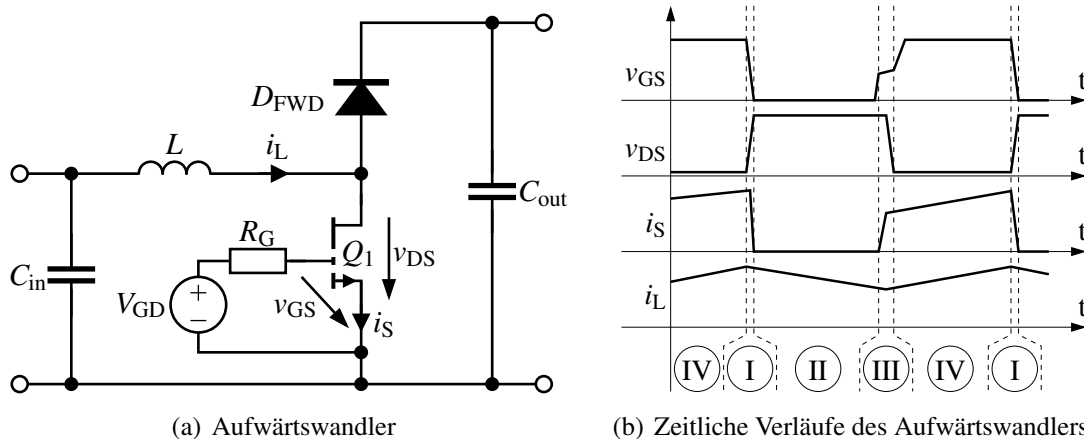 D_FWD
L
i_L
C_in
R_G
Q_1
V_GD
+
−
v_GS
v_DS
i_S
C_out
(a) Aufwärtswandler
v_GS
t
v_DS
t
i_S
t
i_L
t
IV I II III IV I
(b) Zeitliche Verläufe des Aufwärtswandlers